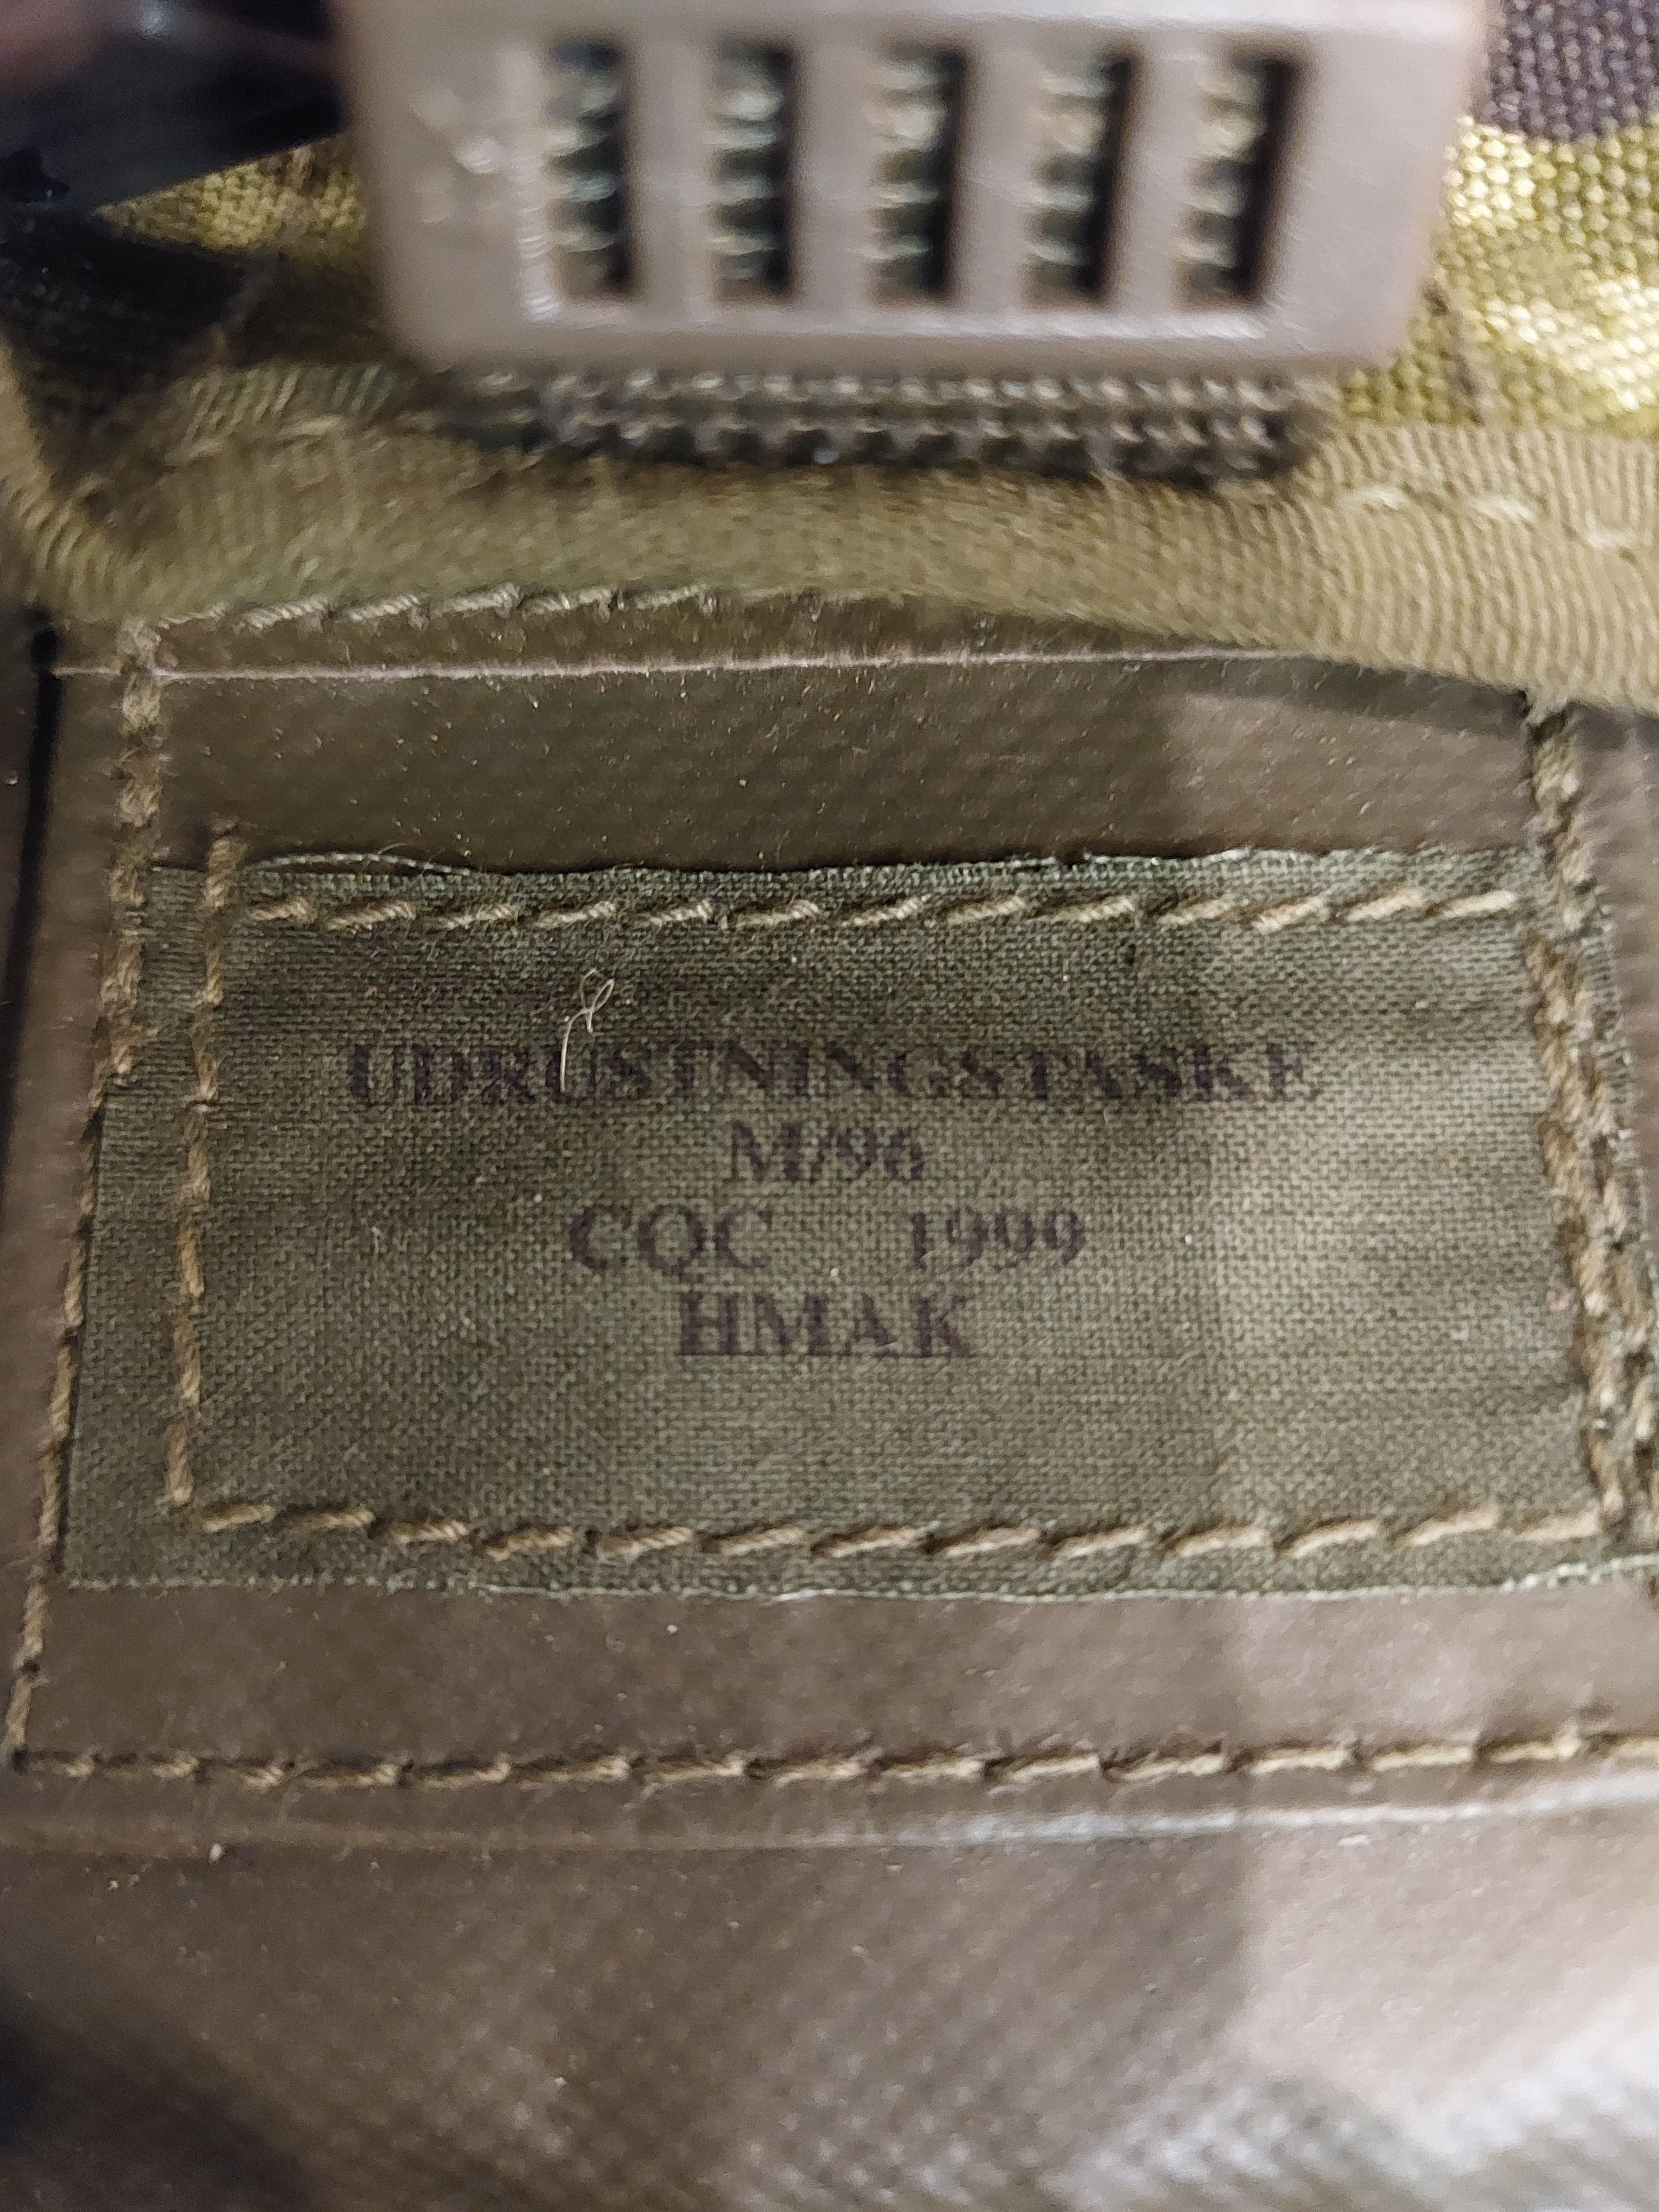 UDRUSTNINGSTASKE
M/96
CQC 1999
HMAK